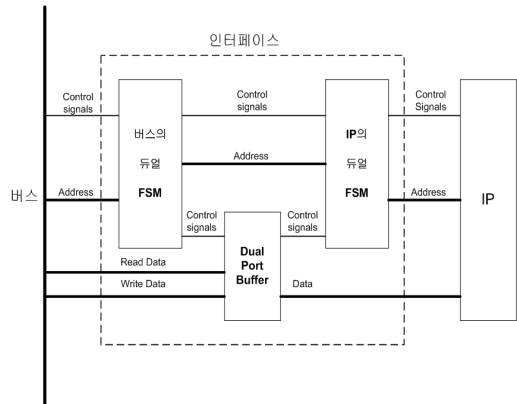 인터페이스
Control
signals
Control
signals
Control
Signals
버스의
듀얼
FSM
IP의
듀얼
FSM
Address
버스
Address
Address
IP
Control
signals
Control
signals
Dual
Port
Buffer
Read Data
Write Data
Data